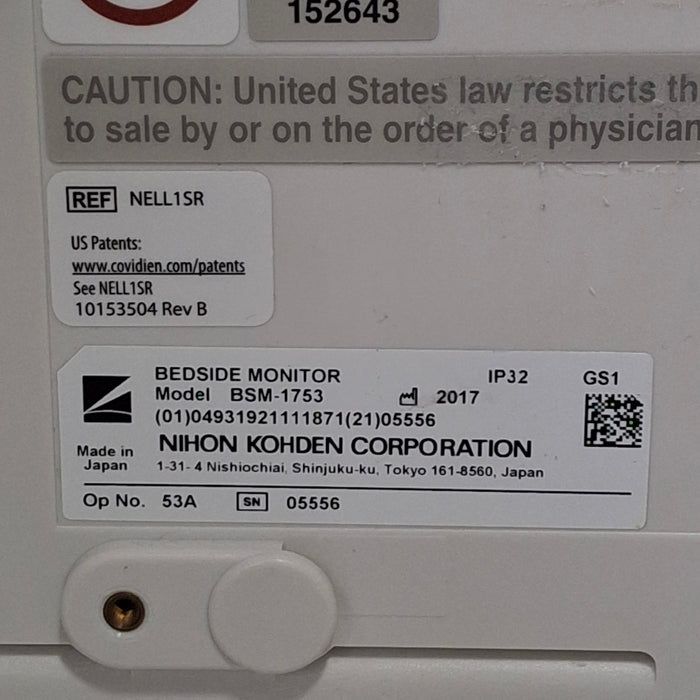 152643
CAUTION: United States law restricts th
to sale by or on the order of a physician
REF NELL1SR
US Patents:
www.covidien.com/patents
See NELL1SR
10153504 Rev B
BEDSIDE MONITOR IP32 GS1
Model BSM-1753 2017
(01)04931921111871(21)05556
NIHON KOHDEN CORPORATION
Made in
Japan
1-31- 4 Nishiochiai, Shinjuku-ku, Tokyo 161-8560, Japan
Op No. 53A SN 05556